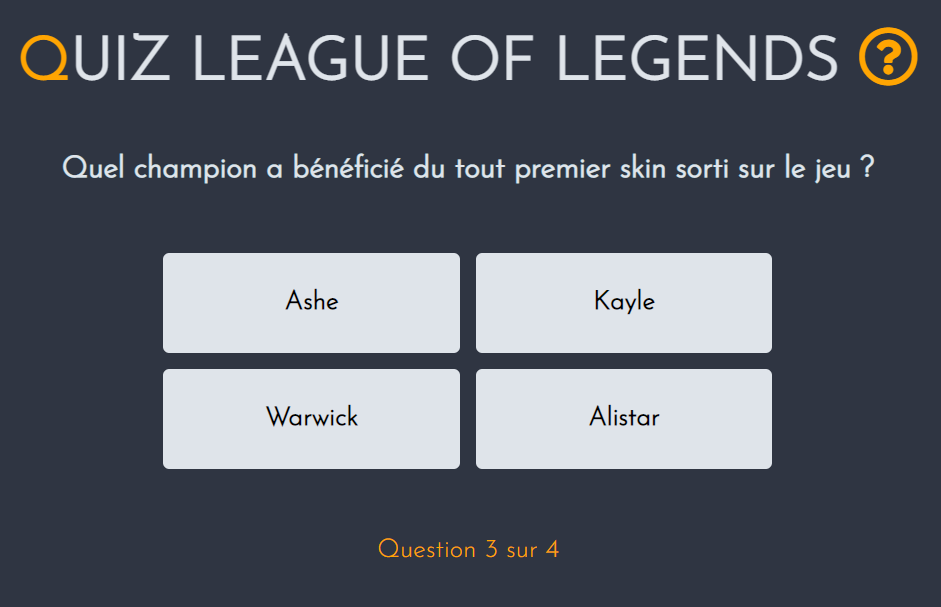 QUIZ LEAGUE OF LEGENDS ?
Quel champion a bénéficié du tout premier skin sorti sur le jeu ?
Ashe
Kayle
Warwick
Alistar
Question 3 sur 4